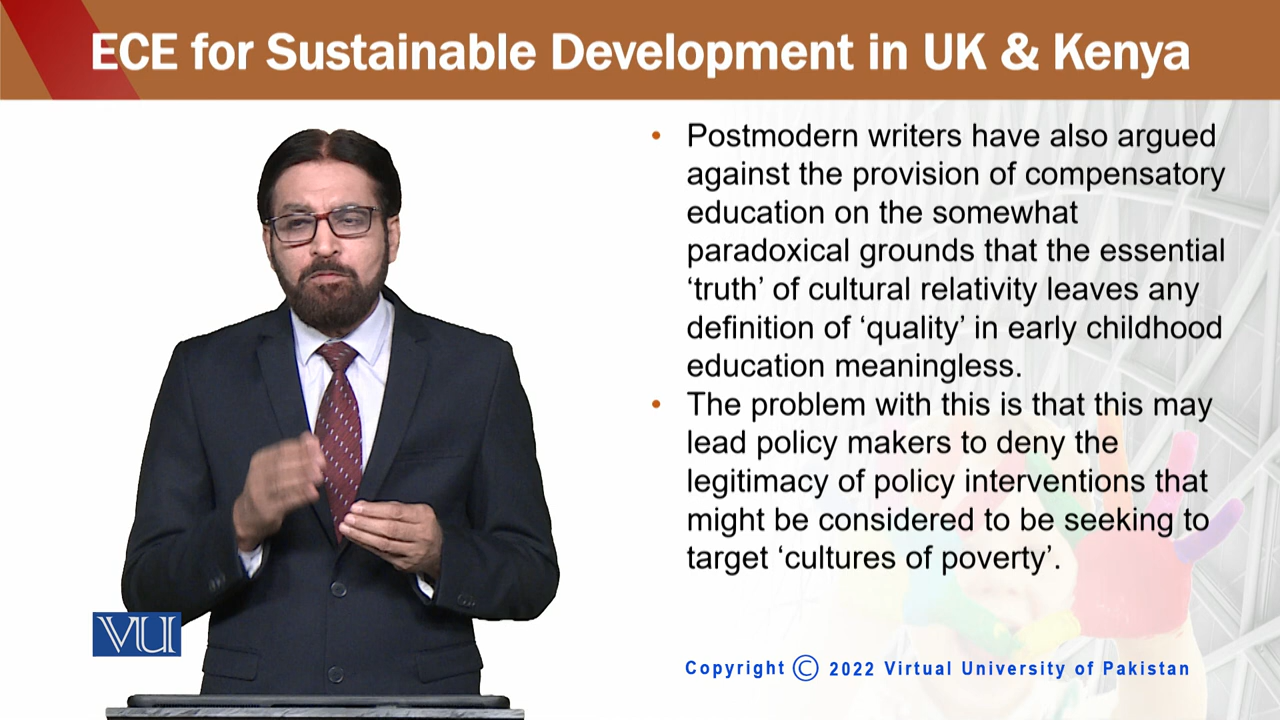 ECE for Sustainable Development in UK & Kenya
• Postmodern writers have also argued
against the provision of compensatory
education on the somewhat
paradoxical grounds that the essential
‘truth’ of cultural relativity leaves any
definition of ‘quality’ in early childhood
education meaningless.
• The problem with this is that this may
lead policy makers to deny the
legitimacy of policy interventions that
might be considered to be seeking to
target ‘cultures of poverty’.
VU
Copyright © 2022 Virtual University of Pakistan